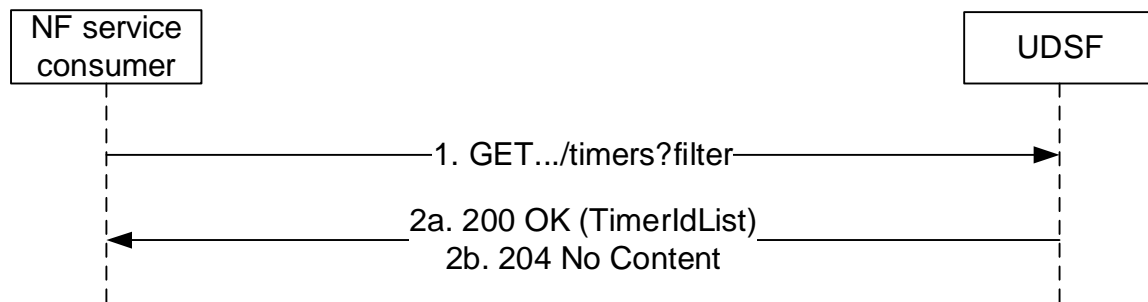 NF service
consumer
UDSF
1. GET.../timers?filter
2a. 200 OK (TimerIdList)
2b. 204 No Content